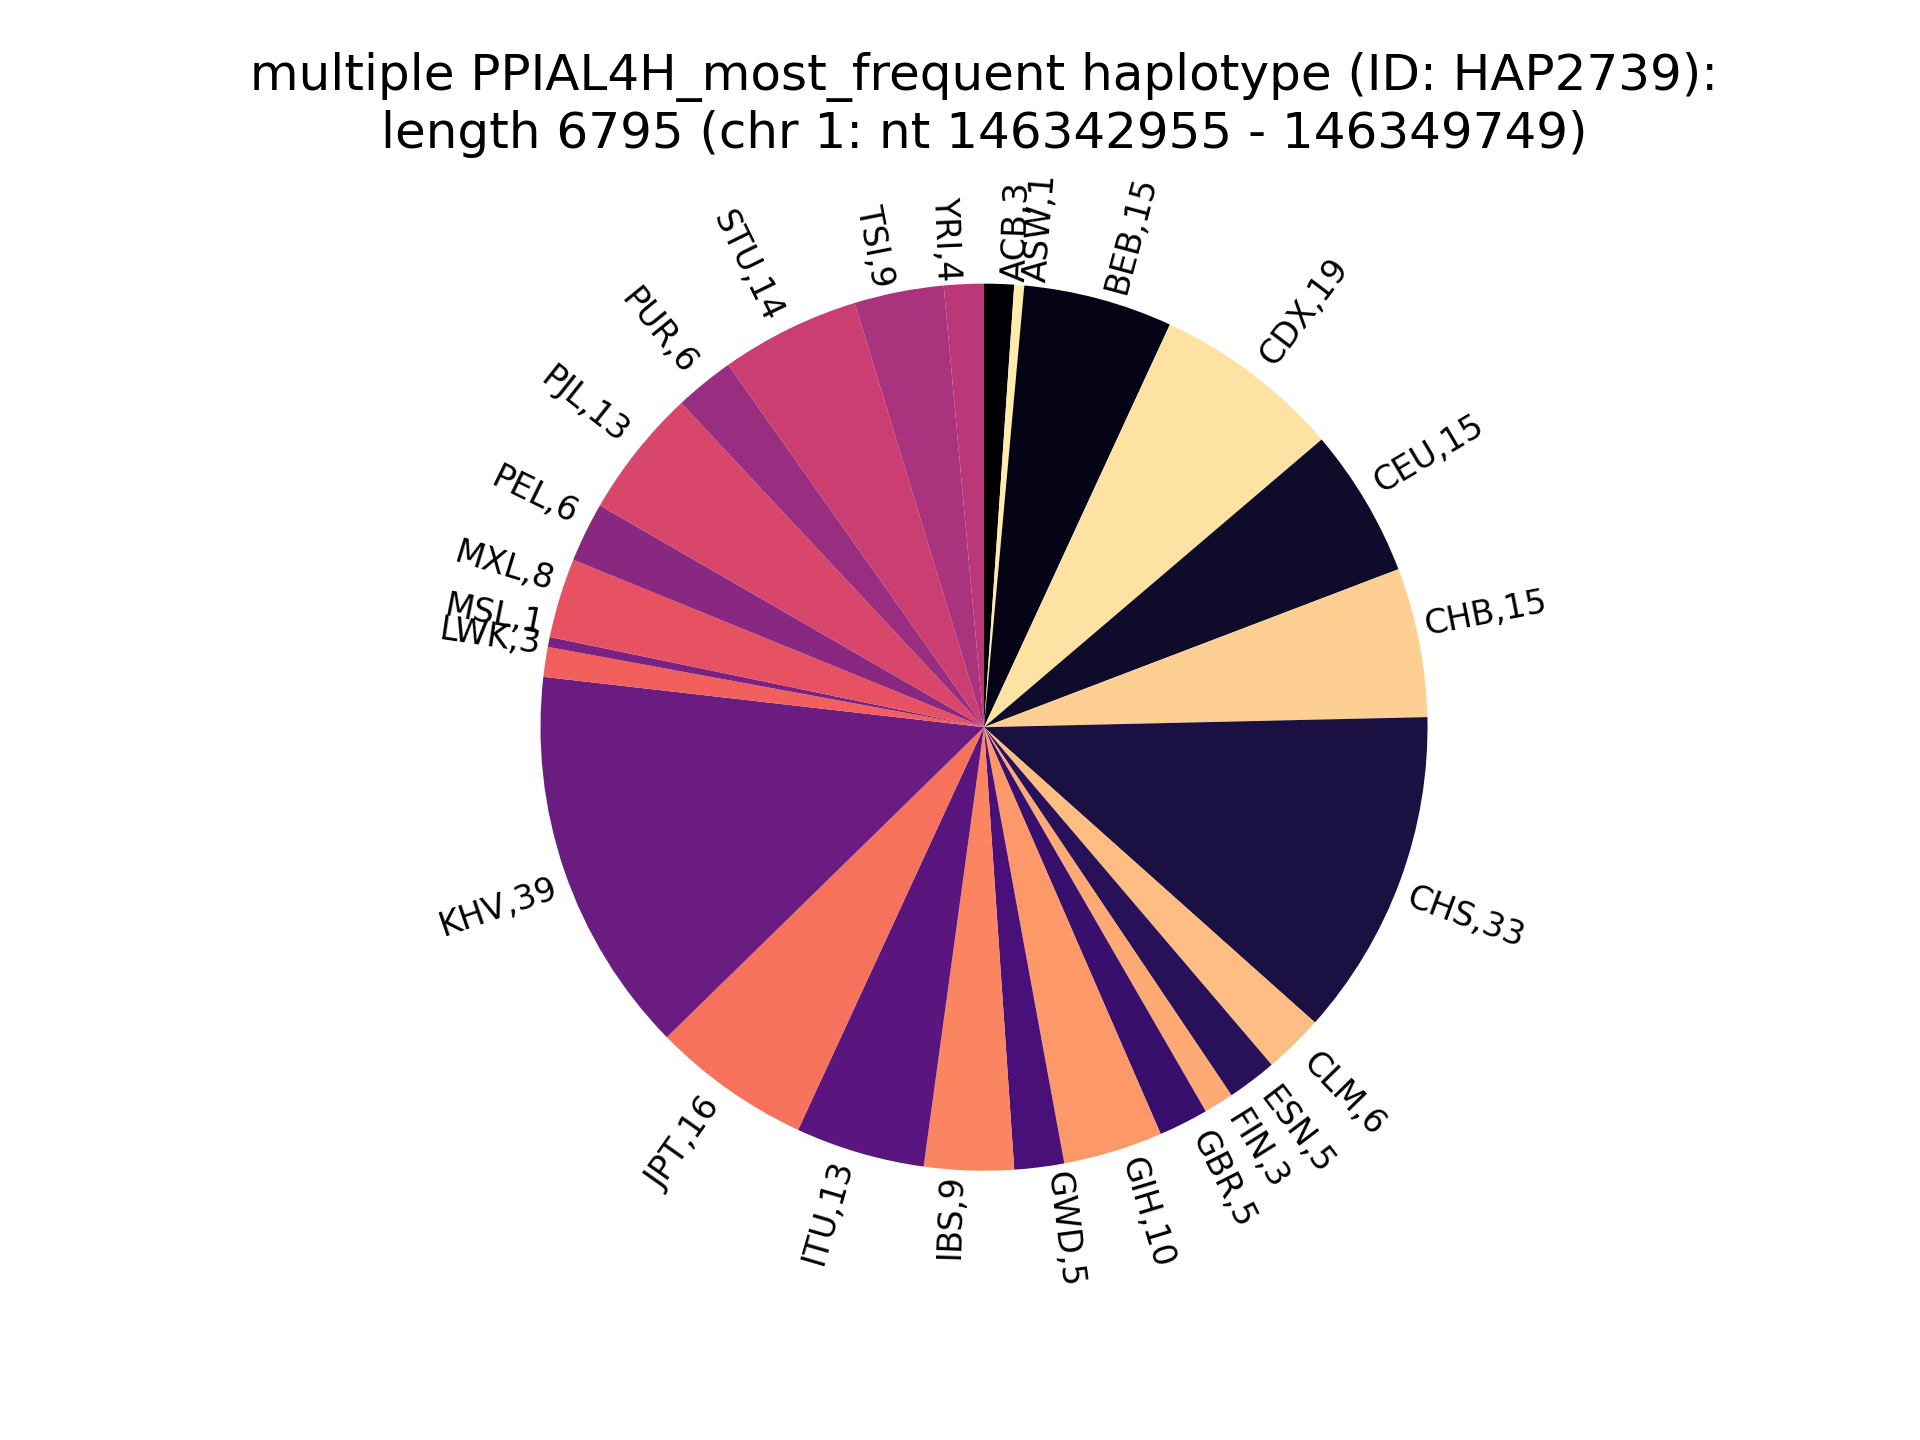 multiple PPIAL4H_most_frequent haplotype (ID: HAP2739):
length 6795 (chr 1: nt 146342955 - 146349749)
ACB,3
ASW,1
BEB,15
CDX,19
CEU,15
CHB,15
CHS,33
CLM,6
ESN,5
FIN,3
GBR,5
GIH,10
GWD,5
IBS,9
ITU,13
JPT,16
KHV,39
LWK,3
MSL,1
MXL,8
PEL,6
PJL,13
PUR,6
STU,14
TSI,9
YRI,4